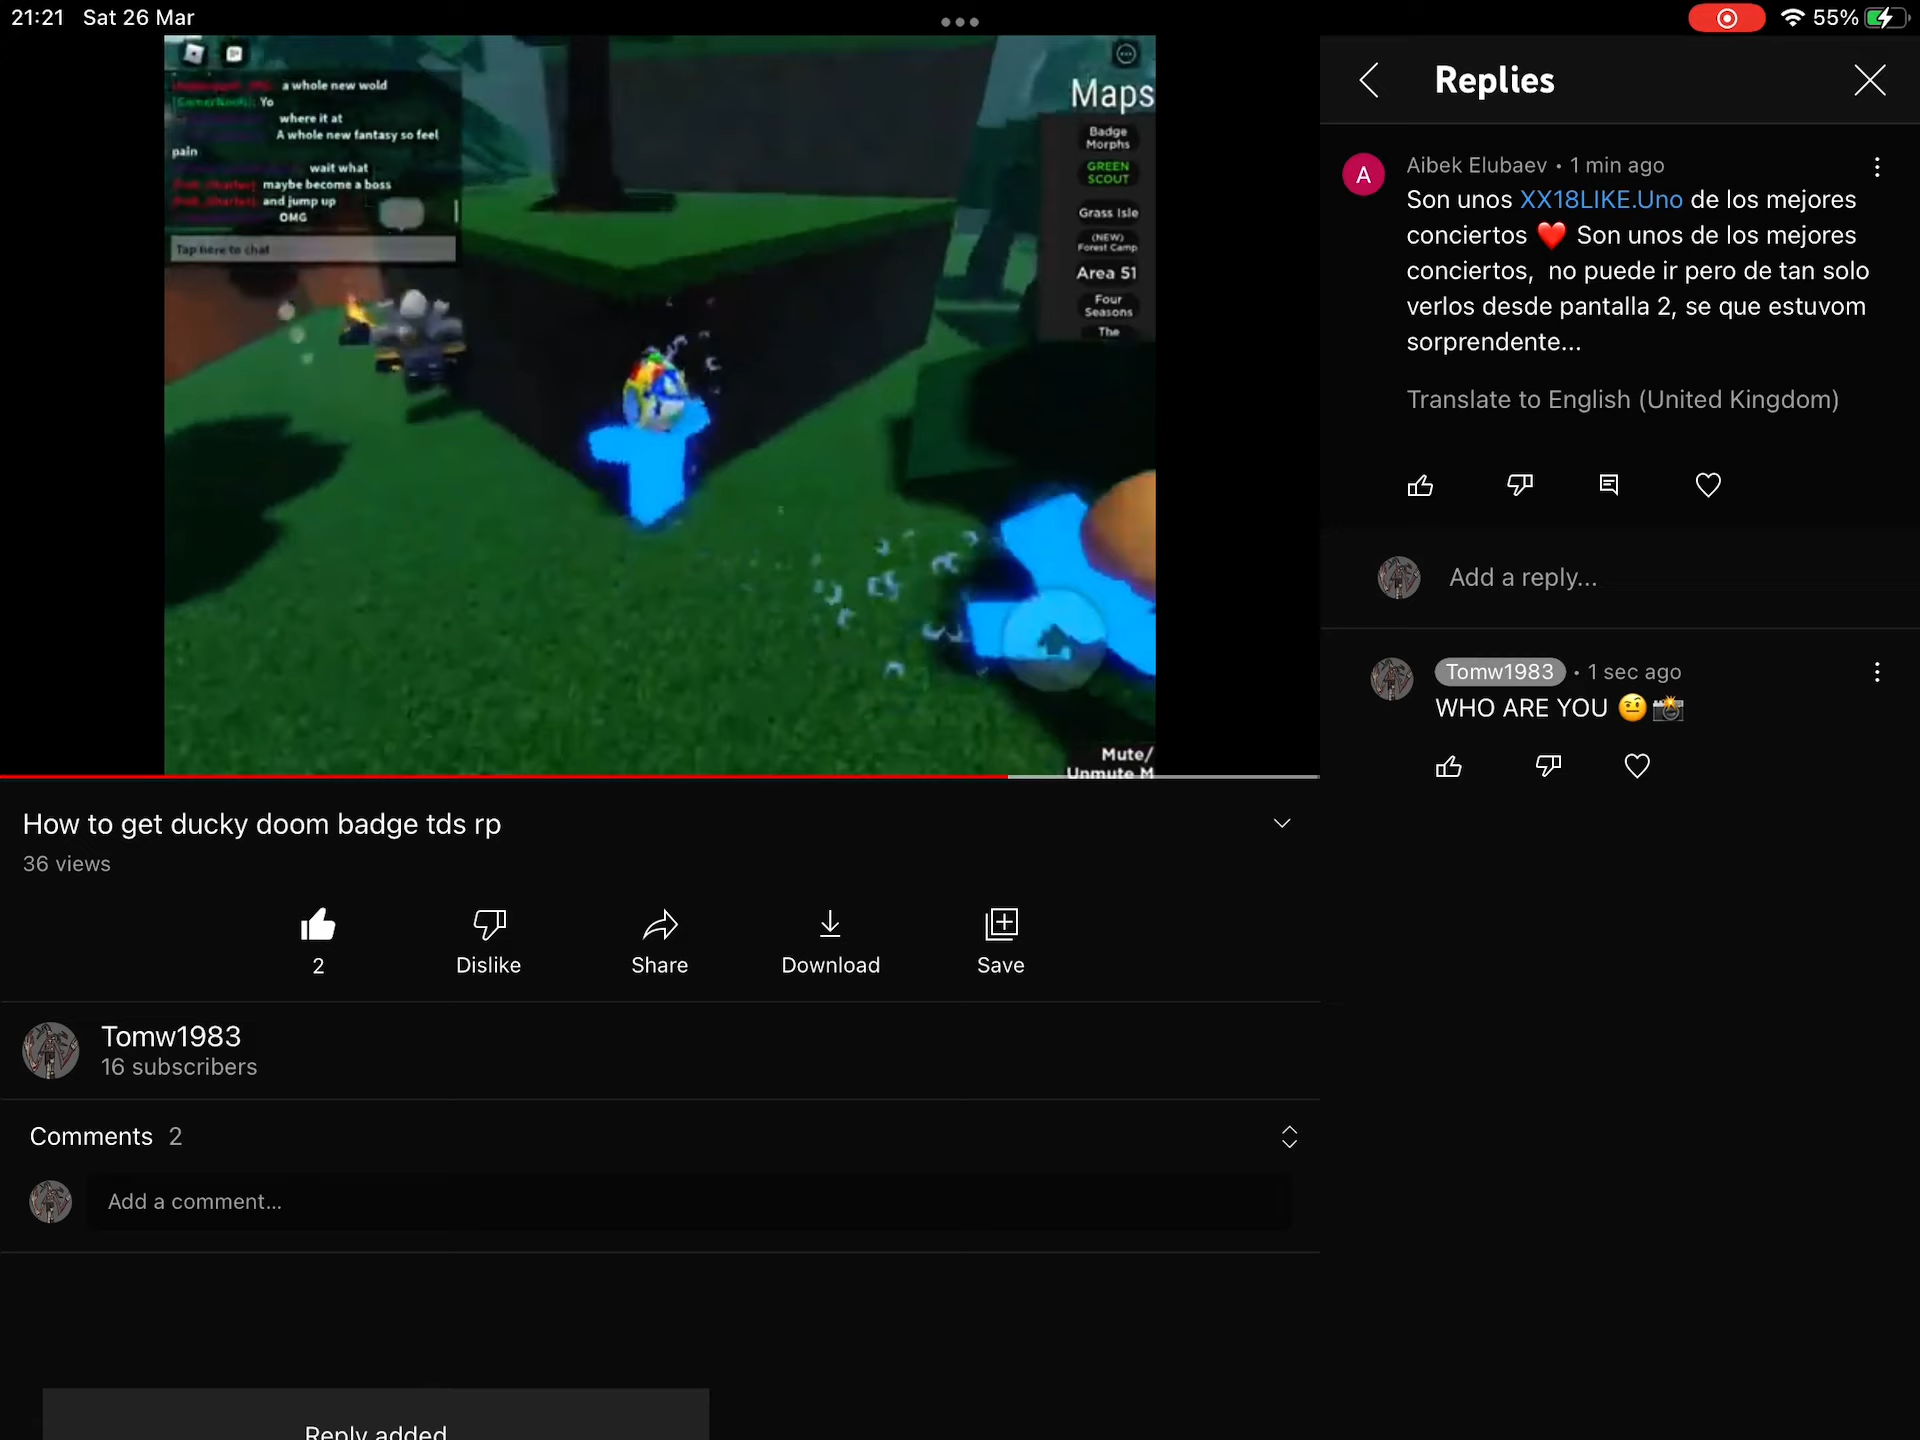 21:21 Sat 26 Mar
55%
a whole new wold
Yo
where it at
A whole new fantasy so feel
pain
wait what
maybe become a boss
and jump up
OMG
Tap here to chat
Maps
Badge
Morphs
GREEN
SCOUT
Grass Isle
(NEW)
Forest Camp
Area 51
Four
Seasons
The
Mute/
Unmute M
How to get ducky doom badge tds rp
36 views
2
Dislike
Share
Download
Save
Tomw1983
16 subscribers
Comments 2
Add a comment...
Reply added
Replies
A
Aibek Elubaev • 1 min ago
Son unos XX18LIKE.Uno de los mejores
conciertos ❤️ Son unos de los mejores
conciertos, no puede ir pero de tan solo
verlos desde pantalla 2, se que estuvom
sorprendente...
Translate to English (United Kingdom)
Add a reply...
Tomw1983 • 1 sec ago
WHO ARE YOU 🤨 📸